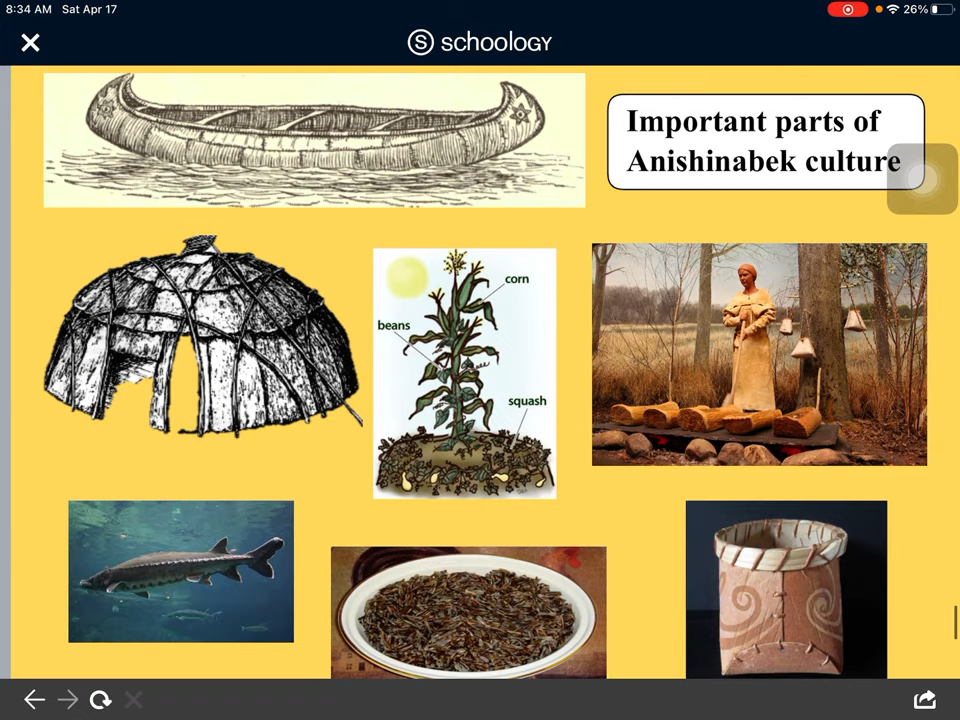 8:34 AM Sat Apr 17
26%
S schoology
Important parts of
Anishinabek culture
corn
beans
squash